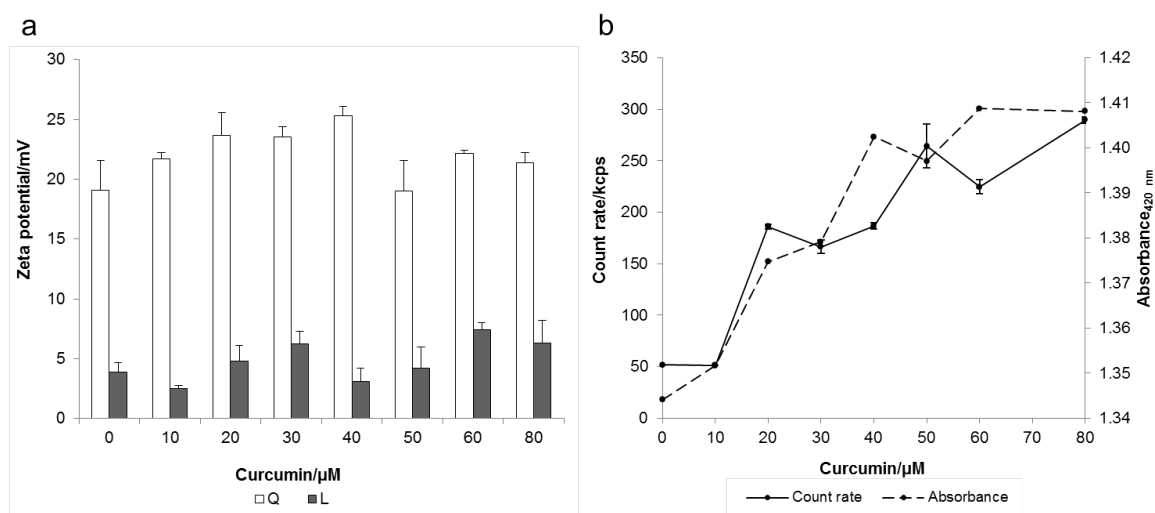 a
30
25
20
15
10
5
0
Zeta potential/mV
0 10 20 30 40 50 60 80
Curcumin/µM
Q L
b
350
300
250
200
150
100
50
0
Count rate/kcps
1.42
1.41
1.40
1.39
1.38
1.37
1.36
1.35
1.34
Absorbance420 nm
0 10 20 30 40 50 60 70 80
Curcumin/µM
Count rate Absorbance